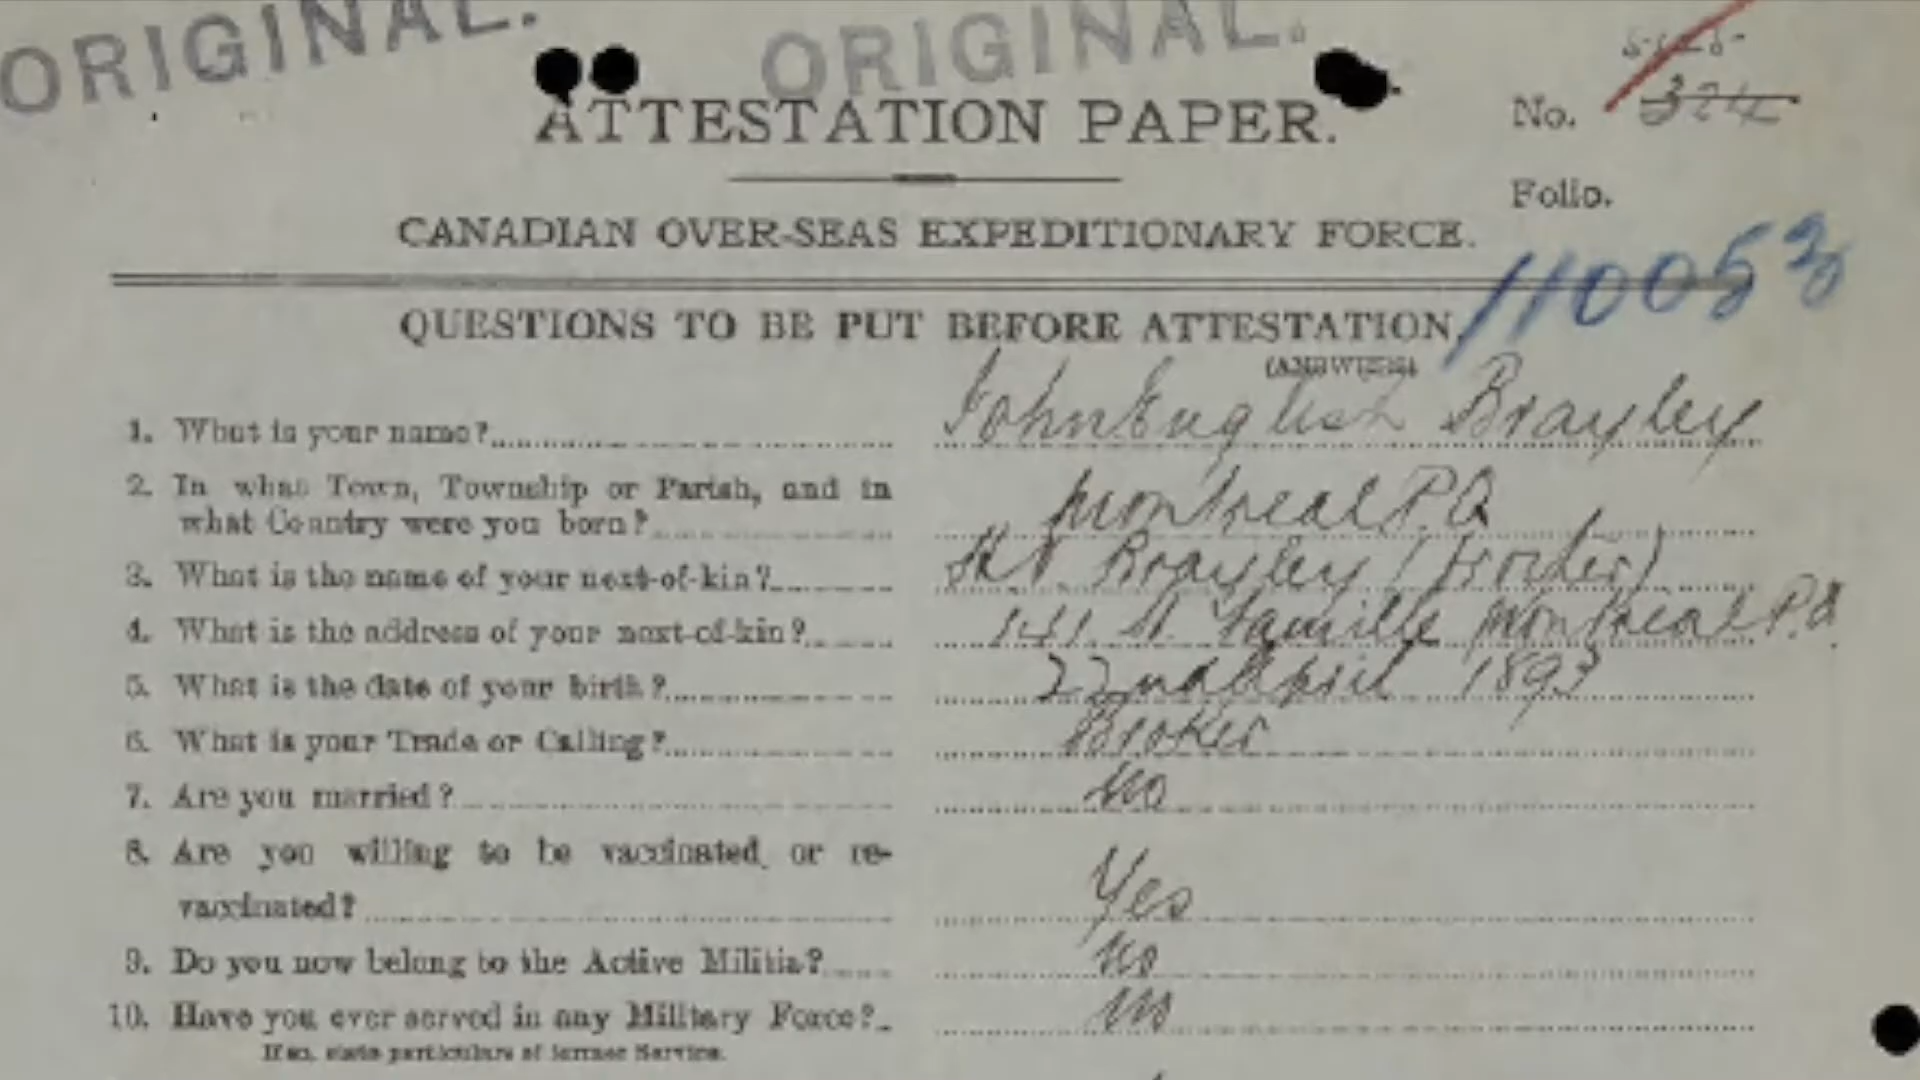 ORIGINAL.
ORIGINAL.
ATTESTATION PAPER.
No. 324
Folio.
CANADIAN OVER-SEAS EXPEDITIONARY FORCE.
110053
QUESTIONS TO BE PUT BEFORE ATTESTATION.
(ANSWERS)
1. What is your name? John English Brayley
2. In what Town, Township or Parish, and in
what Country were you born? Montreal P.Q
3. What is the name of your next-of-kin? Brayley
4. What is the address of your next-of-kin? St. Famille Montreal P.Q.
5. What is the date of your birth? 22nd April 1893
6. What is your Trade or Calling? Broker
7. Are you married? No
8. Are you willing to be vaccinated or re-
vaccinated? Yes
9. Do you now belong to the Active Militia? No
10. Have you ever served in any Military Force? No
If so, state particulars of former Service.